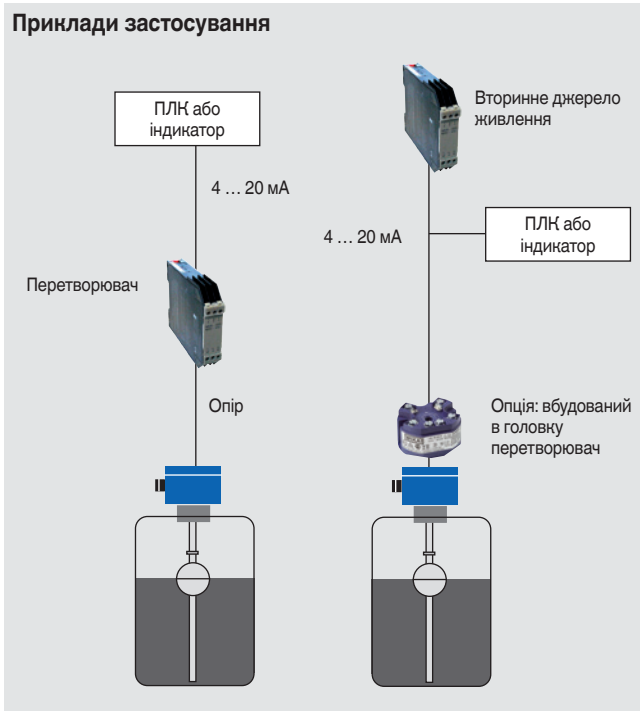 Приклади застосування
ПЛК або
індикатор
4 … 20 мА
Перетворювач
Опір
Вторинне джерело
живлення
4 … 20 мА
ПЛК або
індикатор
Опція: вбудований
в головку
перетворювач